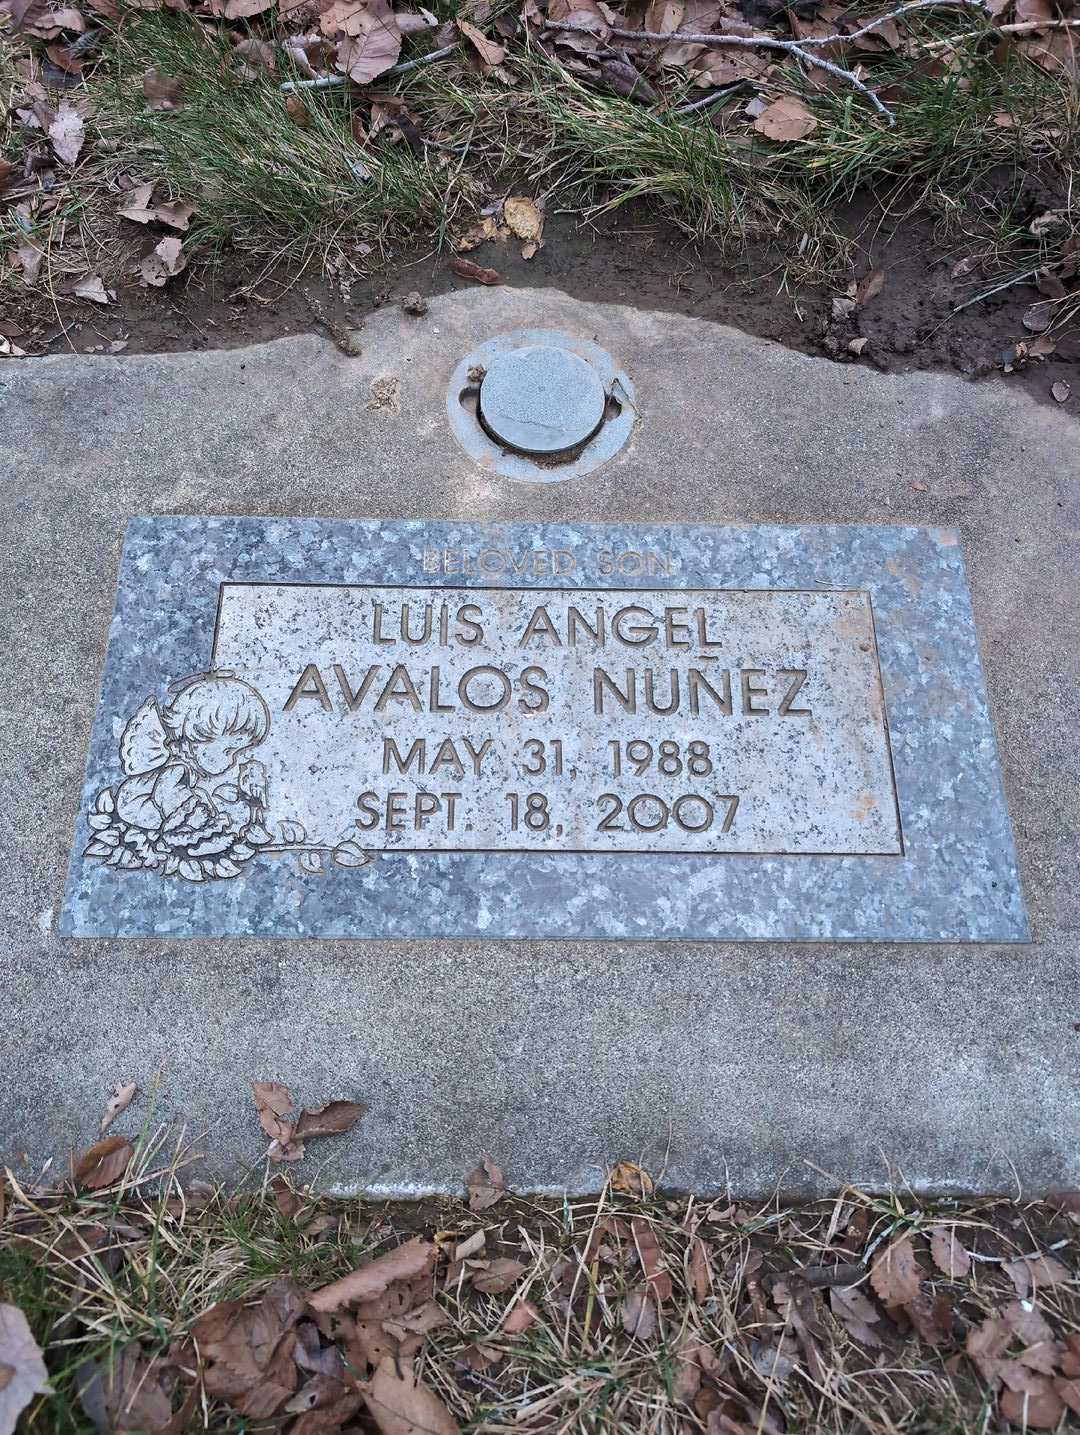 BELOVED SON
LUIS ANGEL
AVALOS NUÑEZ
MAY 31, 1988
SEPT. 18, 2007